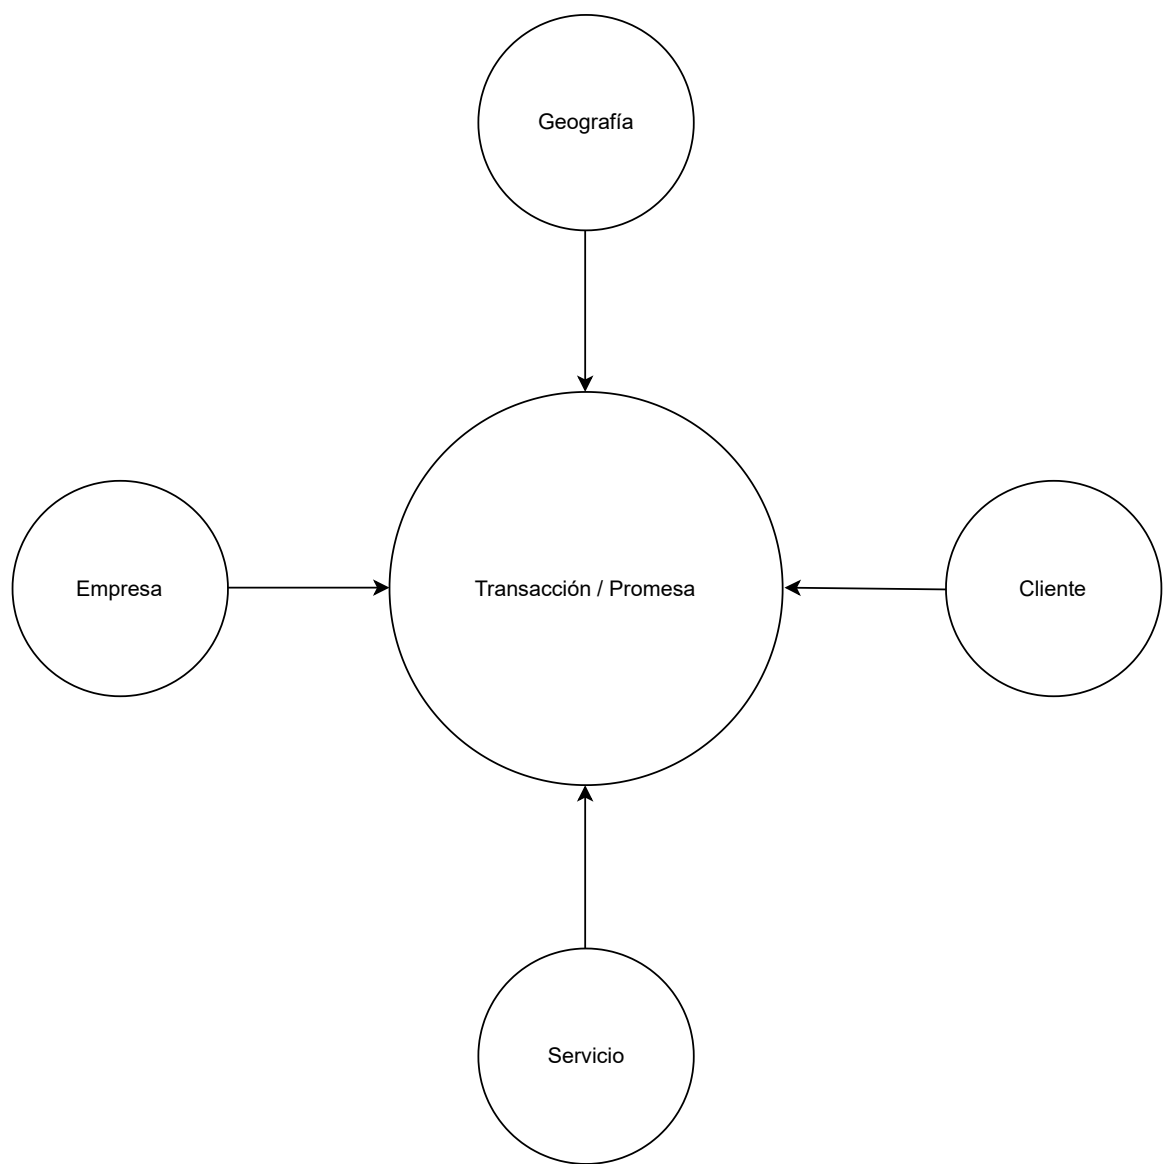 Geografía
Empresa
Transacción / Promesa
Cliente
Servicio